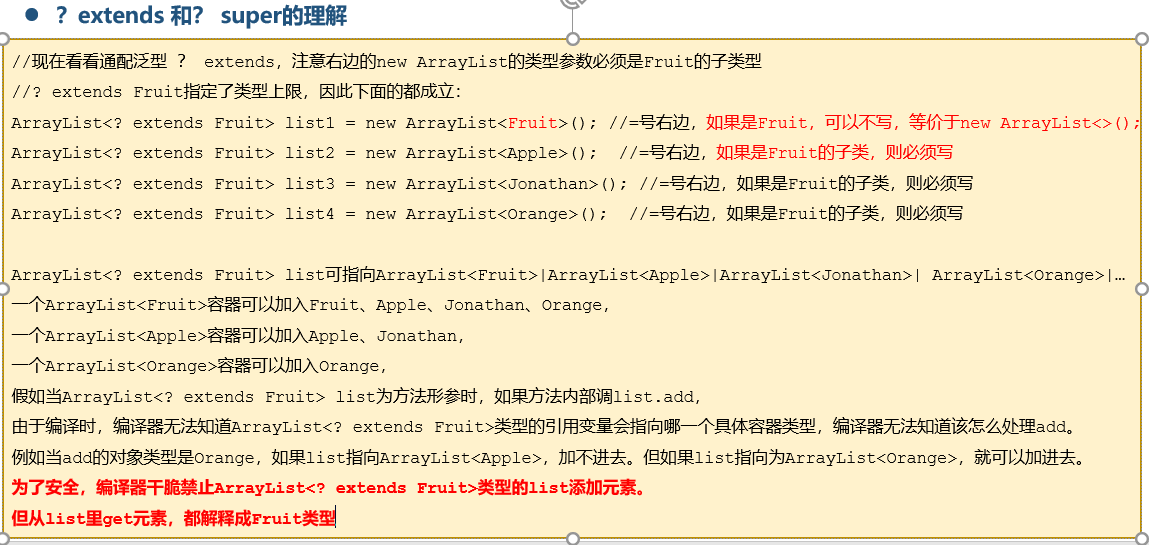 ● ？extends 和？ super的理解
//现在看看通配泛型 ？ extends，注意右边的new ArrayList的类型参数必须是Fruit的子类型
//? extends Fruit指定了类型上限，因此下面的都成立：
ArrayList<? extends Fruit> list1 = new ArrayList<Fruit>(); //=号右边，如果是Fruit，可以不写，等价于new ArrayList<>();
ArrayList<? extends Fruit> list2 = new ArrayList<Apple>();  //=号右边，如果是Fruit的子类，则必须写
ArrayList<? extends Fruit> list3 = new ArrayList<Jonathan>(); //=号右边，如果是Fruit的子类，则必须写
ArrayList<? extends Fruit> list4 = new ArrayList<Orange>();  //=号右边，如果是Fruit的子类，则必须写
ArrayList<? extends Fruit> list可指向ArrayList<Fruit>|ArrayList<Apple>|ArrayList<Jonathan>| ArrayList<Orange>|…
一个ArrayList<Fruit>容器可以加入Fruit、Apple、Jonathan、Orange，
一个ArrayList<Apple>容器可以加入Apple、Jonathan，
一个ArrayList<Orange>容器可以加入Orange，
假如当ArrayList<? extends Fruit> list为方法形参时，如果方法内部调list.add，
由于编译时，编译器无法知道ArrayList<? extends Fruit>类型的引用变量会指向哪一个具体容器类型，编译器无法知道该怎么处理add。
例如当add的对象类型是Orange，如果list指向ArrayList<Apple>，加不进去。但如果list指向为ArrayList<Orange>，就可以加进去。
为了安全，编译器干脆禁止ArrayList<? extends Fruit>类型的list添加元素。
但从list里get元素，都解释成Fruit类型